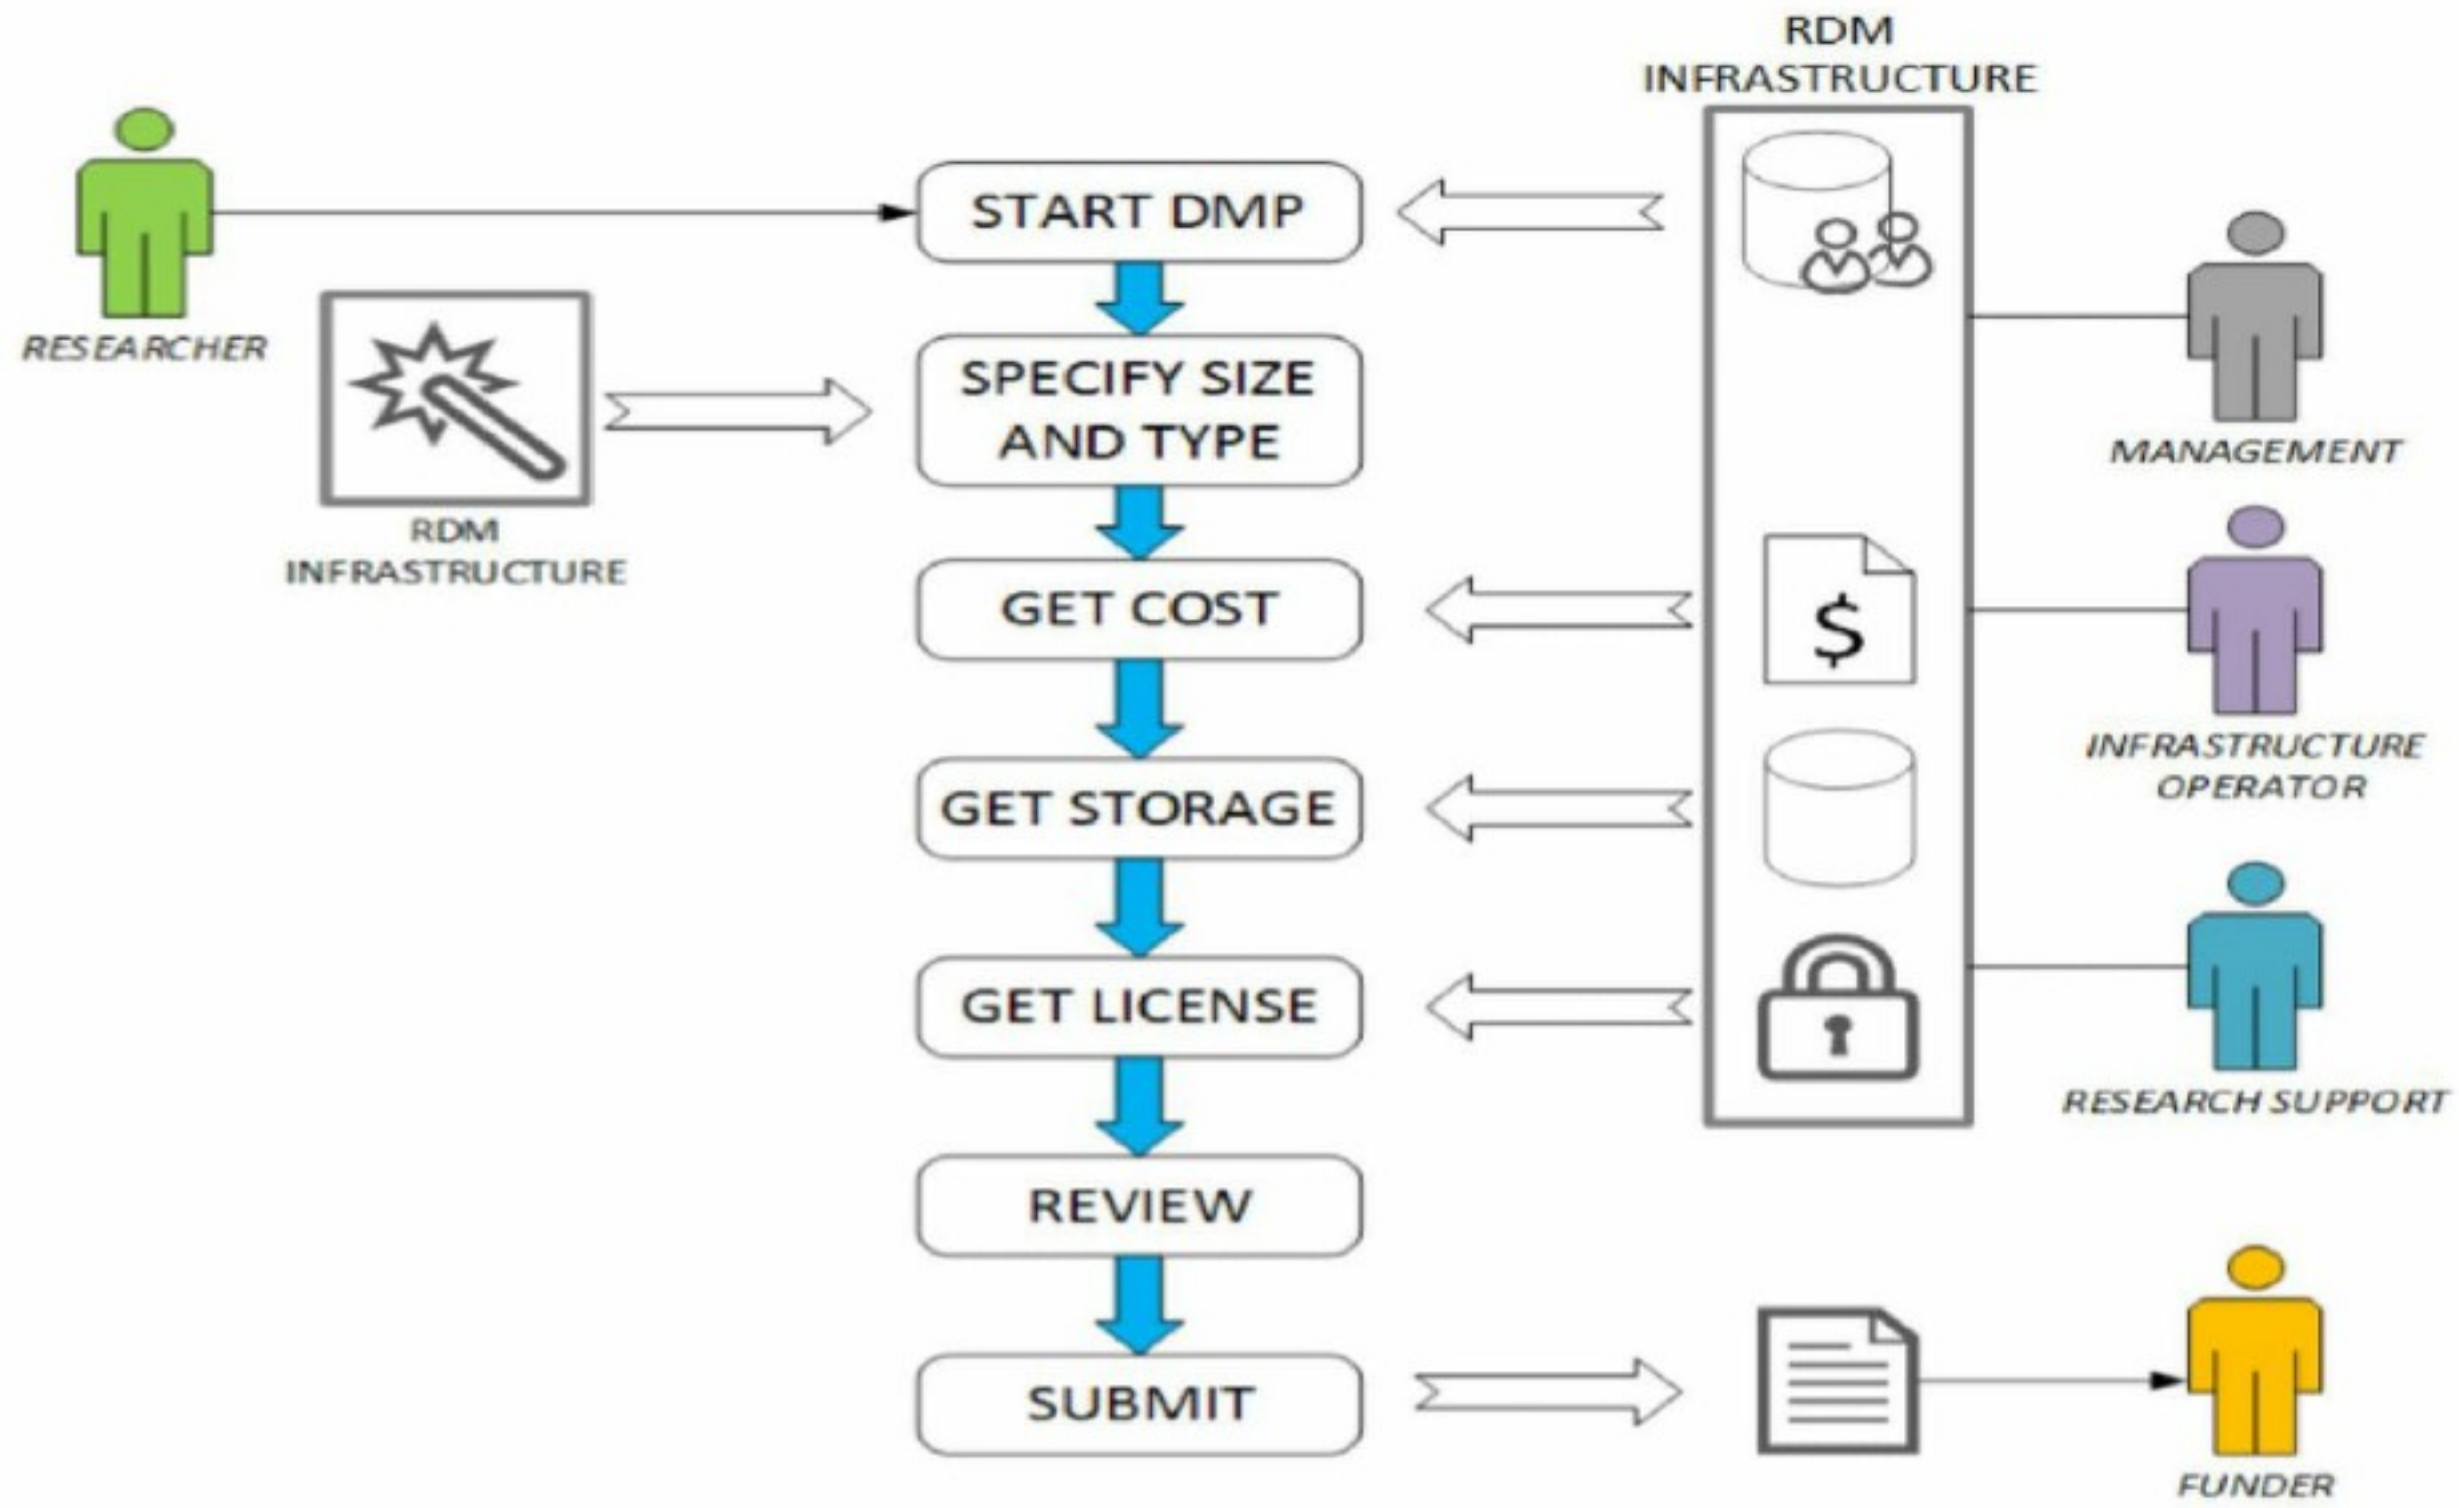 RDM
INFRASTRUCTURE
RESEARCHER
START DMP
RDM
INFRASTRUCTURE
SPECIFY SIZE
AND TYPE
MANAGEMENT
GET COST
$
INFRASTRUCTURE
OPERATOR
GET STORAGE
GET LICENSE
RESEARCH SUPPORT
REVIEW
SUBMIT
FUNDER